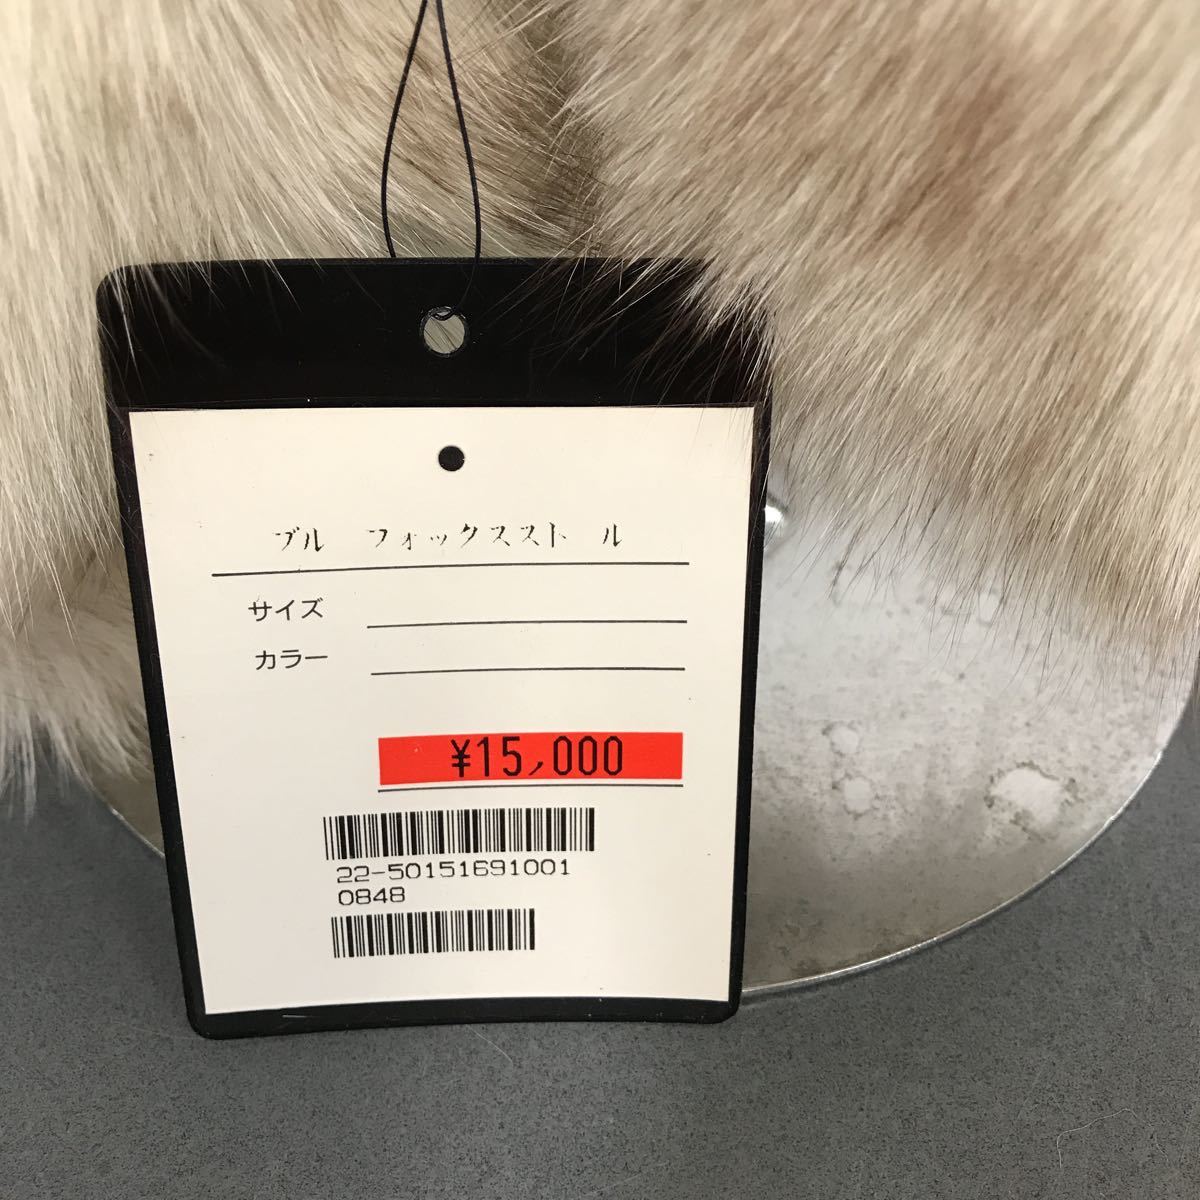 ブル フォックススト ル
サイズ
カラー
¥15,000
22-50151691001
0848